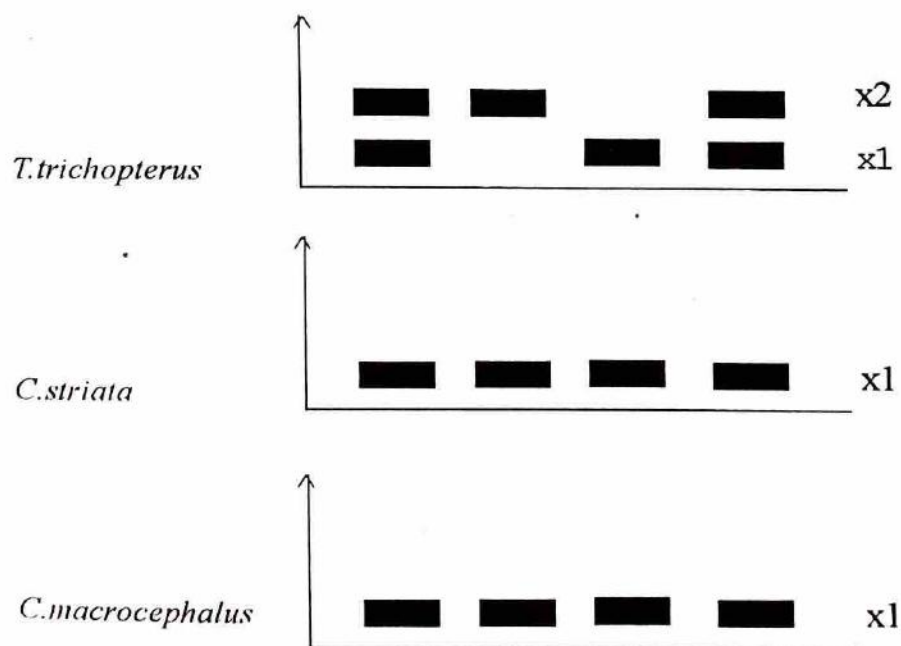 x2
T.trichopterus x1
C.striata x1
C.macrocephalus x1